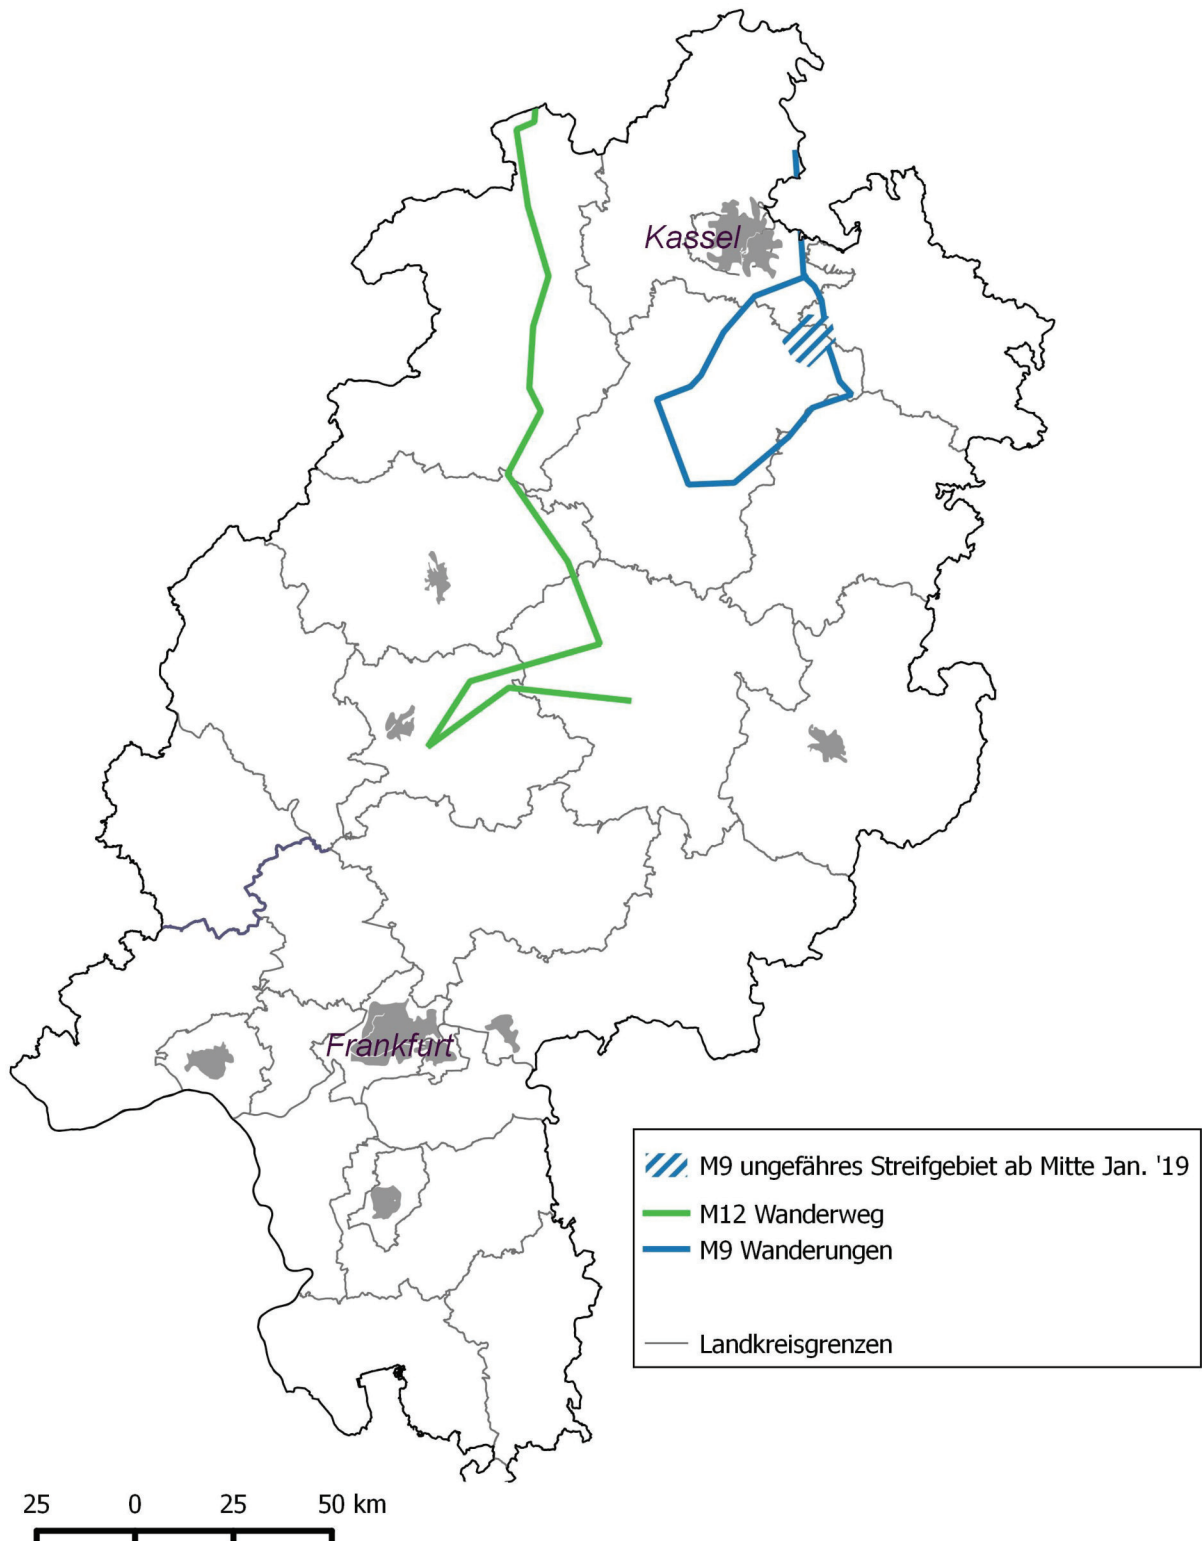 Kassel
Frankfurt
M9 ungefähres Streifgebiet ab Mitte Jan. '19
M12 Wanderweg
M9 Wanderungen
Landkreisgrenzen
25 0 25 50 km